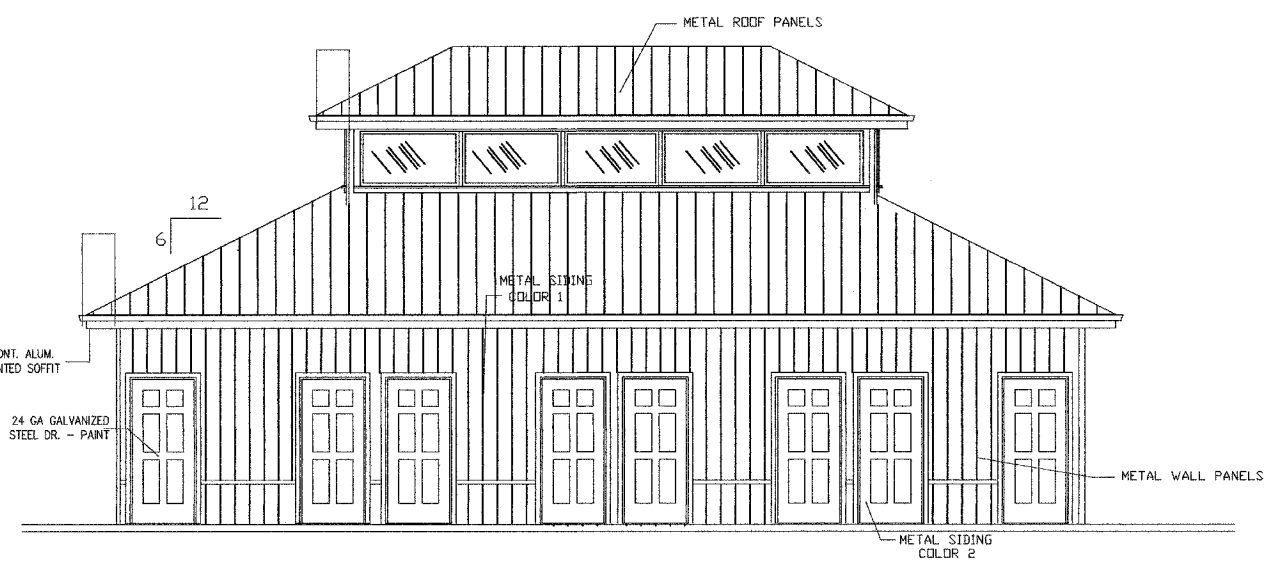 METAL ROOF PANELS
12
6
METAL SIDING
COLOR 1
ONT. ALUM.
NTED SOFFIT
24 GA GALVANIZED
STEEL DR. - PAINT
METAL WALL PANELS
METAL SIDING
COLOR 2